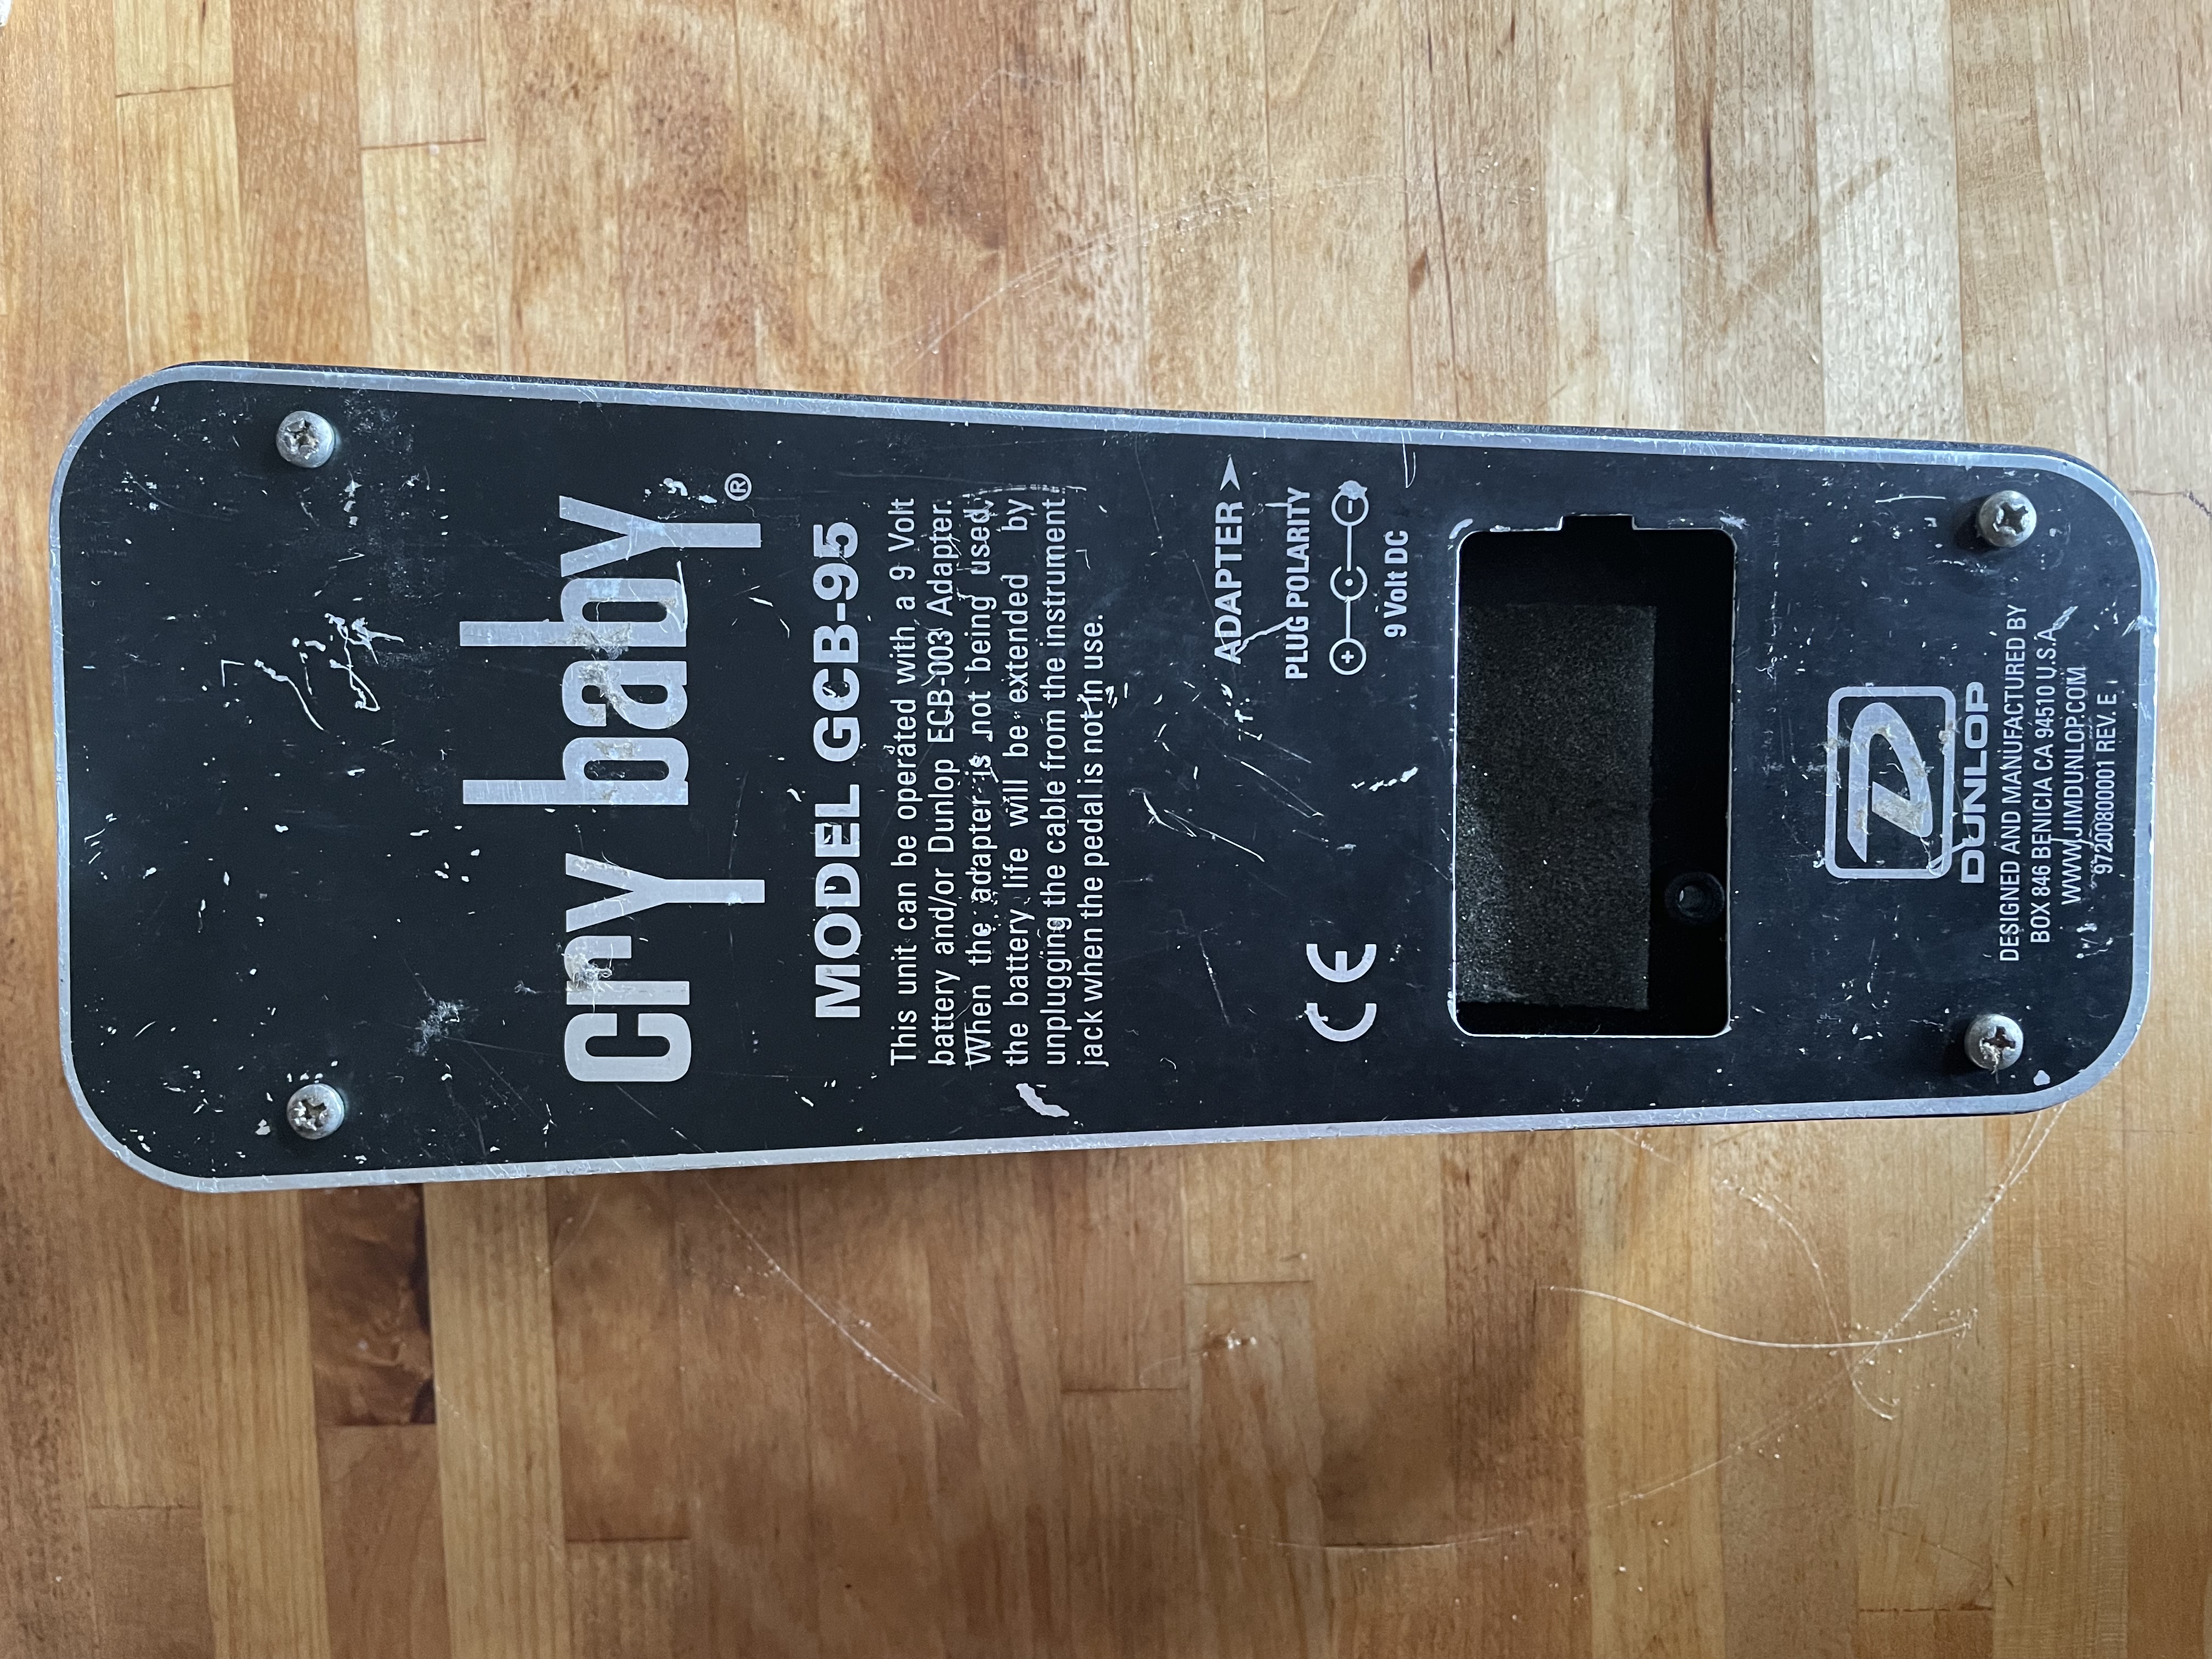 cry baby®
MODEL GCB-95
This unit can be operated with a 9 Volt
battery and/or Dunlop ECB-003 Adapter.
When the adapter is not being used,
the battery life will be extended by
unplugging the cable from the instrument
jack when the pedal is not in use.
ADAPTER
PLUG POLARITY
+ -
9 Volt DC
CE
DUNLOP
DESIGNED AND MANUFACTURED BY
BOX 846 BENICIA CA 94510 U.S.A.
WWW.JIMDUNLOP.COM
97200800001 REV. E